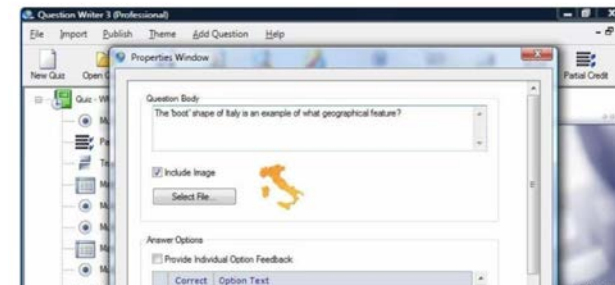 Question Writer 3 (Professional)
File Import Publish Theme Add Question Help
New Quiz Open
Partial Credit
Properties Window
Quiz - W
Question Body
The 'boot' shape of Italy is an example of what geographical feature?
Include Image
Select File...
Answer Options
Provide Individual Option Feedback
Correct Option Text